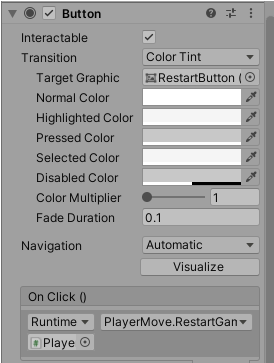 Button
Interactable
Transition Color Tint
Target Graphic RestartButton (
Normal Color
Highlighted Color
Pressed Color
Selected Color
Disabled Color
Color Multiplier 1
Fade Duration 0.1
Navigation Automatic
Visualize
On Click ()
Runtime PlayerMove.RestartGan
# Playe